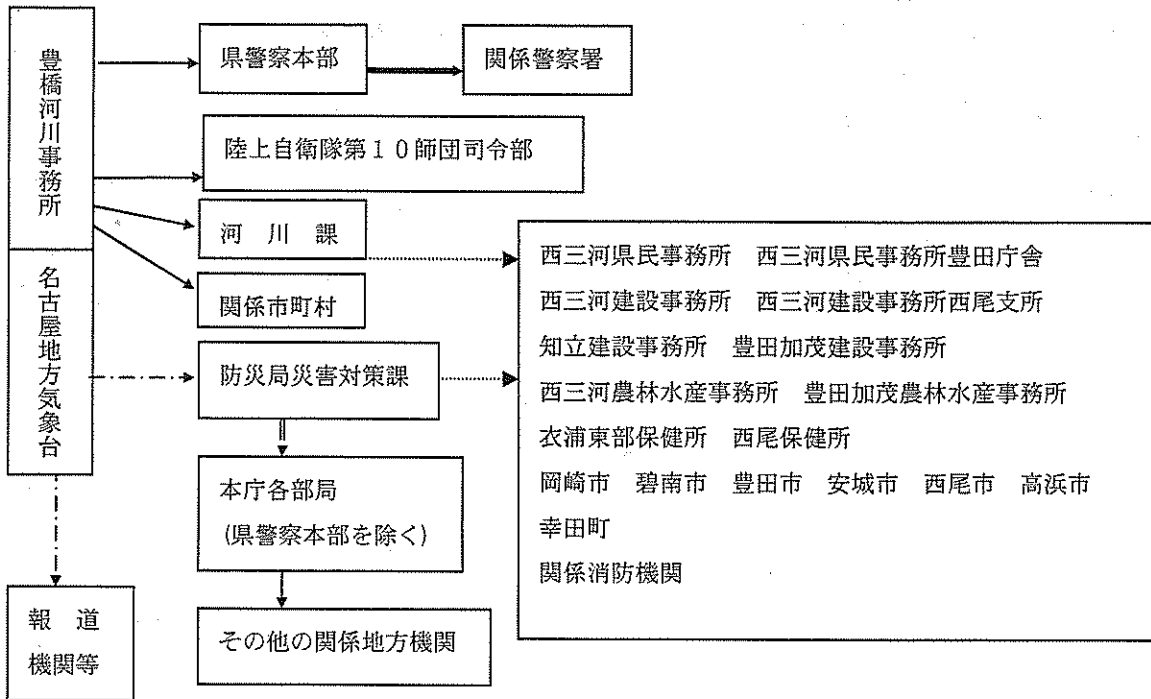 豊橋河川事務所
名古屋地方気象台
県警察本部
関係警察署
陸上自衛隊第１０師団司令部
河　川　課
関係市町村
防災局災害対策課
本庁各部局
(県警察本部を除く)
その他の関係地方機関
報　道
機関等
西三河県民事務所　西三河県民事務所豊田庁舎
西三河建設事務所　西三河建設事務所西尾支所
知立建設事務所　豊田加茂建設事務所
西三河農林水産事務所　豊田加茂農林水産事務所
衣浦東部保健所　西尾保健所
岡崎市　碧南市　豊田市　安城市　西尾市　高浜市
幸田町
関係消防機関